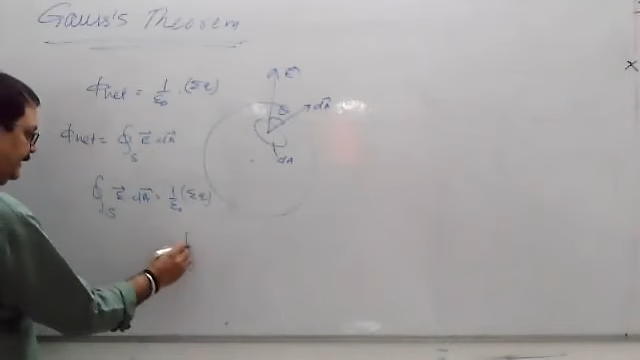 Gauss's Theorem
Φnet = 1/ε₀ . (Σq)
Φnet = ∮S E⃗ . dA⃗
∮S E⃗ . dA⃗ = 1/ε₀ (Σq)
E⃗
dA⃗
dA